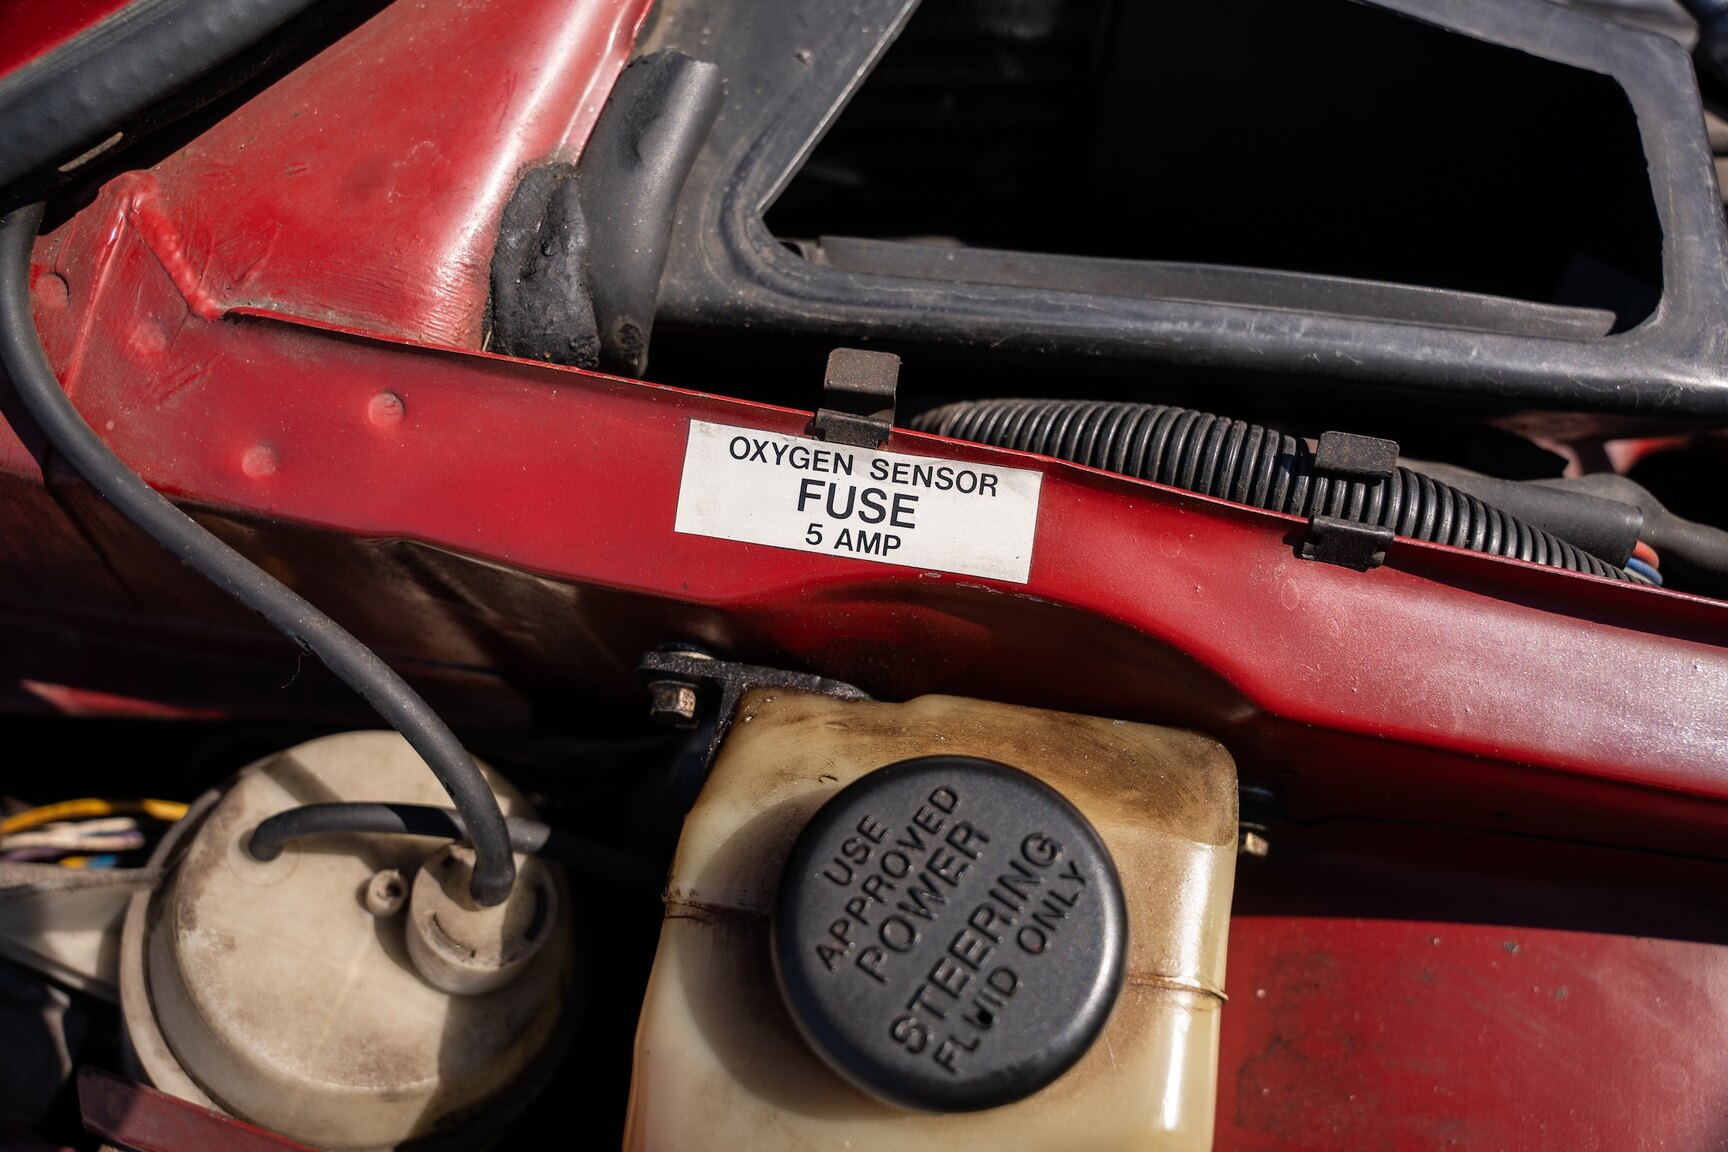 OXYGEN SENSOR
FUSE
5 AMP
USE
APPROVED
POWER
STEERING
FLUID ONLY